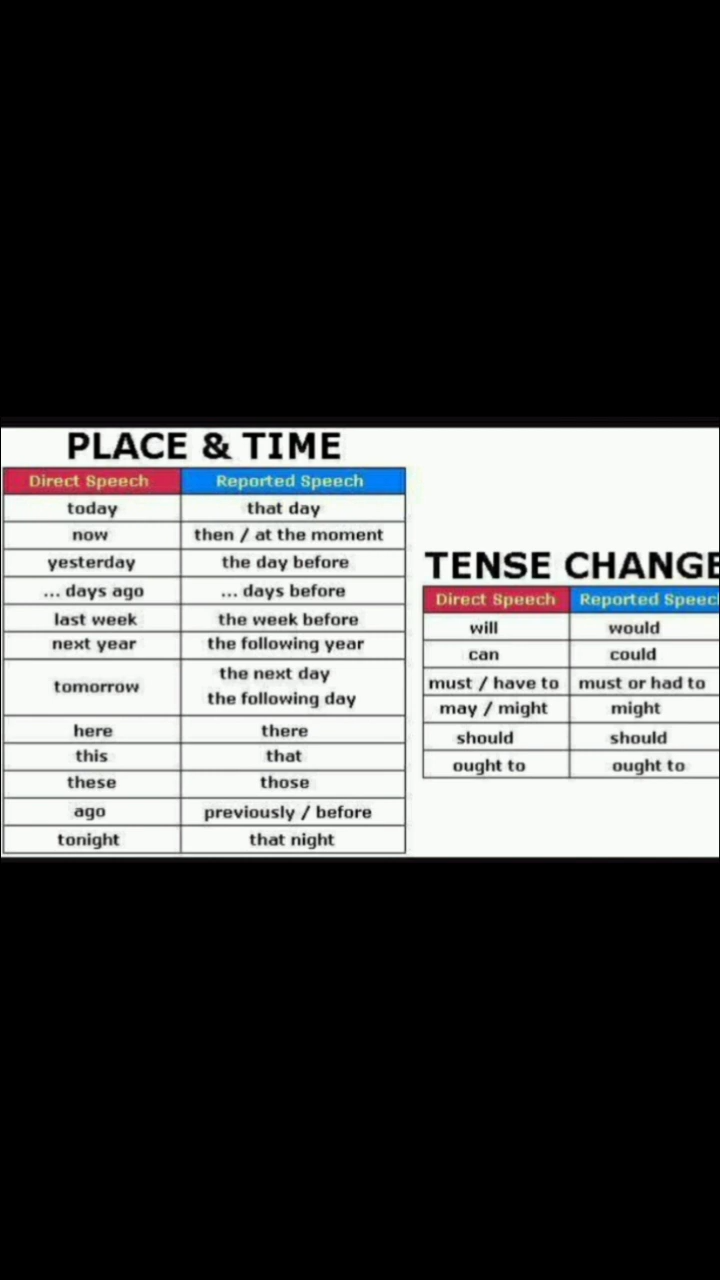 PLACE & TIME
Direct Speech Reported Speech
today that day
now then / at the moment
yesterday the day before
... days ago ... days before
last week the week before
next year the following year
tomorrow the next day
the following day
here there
this that
these those
ago previously / before
tonight that night
TENSE CHANGE
Direct Speech Reported Speec
will would
can could
must / have to must or had to
may / might might
should should
ought to ought to